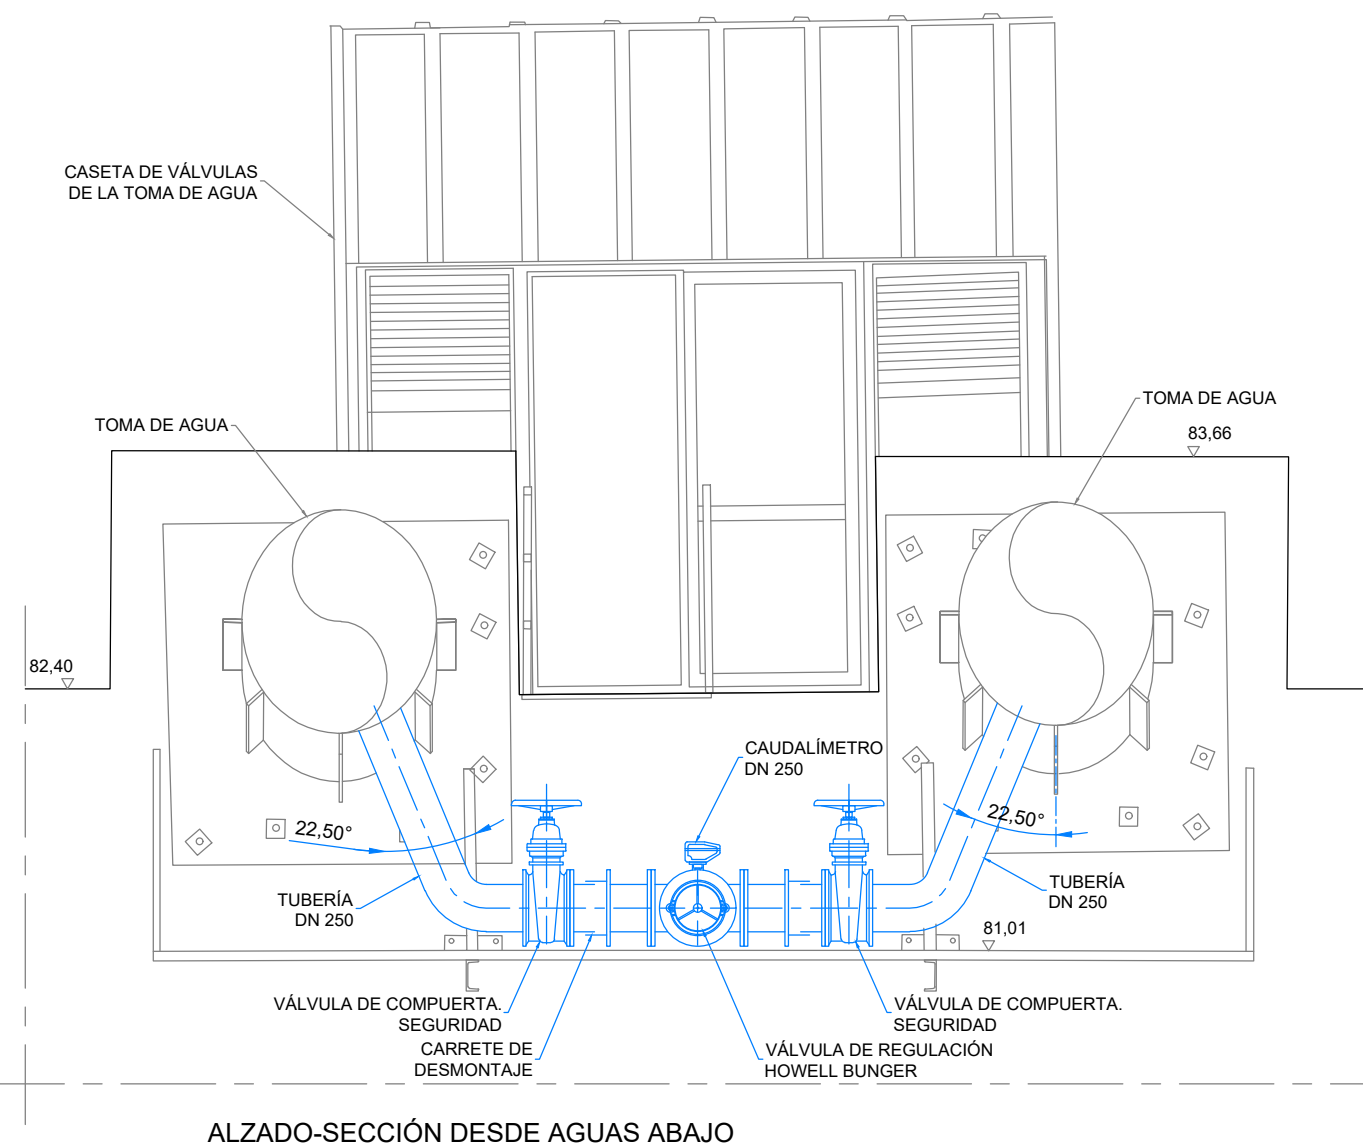 CASETA DE VÁLVULAS
DE LA TOMA DE AGUA
TOMA DE AGUA
TOMA DE AGUA
83,66
82,40
CAUDALÍMETRO
DN 250
22,50°
22,50°
TUBERÍA
DN 250
TUBERÍA
DN 250
81,01
VÁLVULA DE COMPUERTA.
SEGURIDAD
VÁLVULA DE COMPUERTA.
SEGURIDAD
CARRETE DE
DESMONTAJE
VÁLVULA DE REGULACIÓN
HOWELL BUNGER
ALZADO-SECCIÓN DESDE AGUAS ABAJO